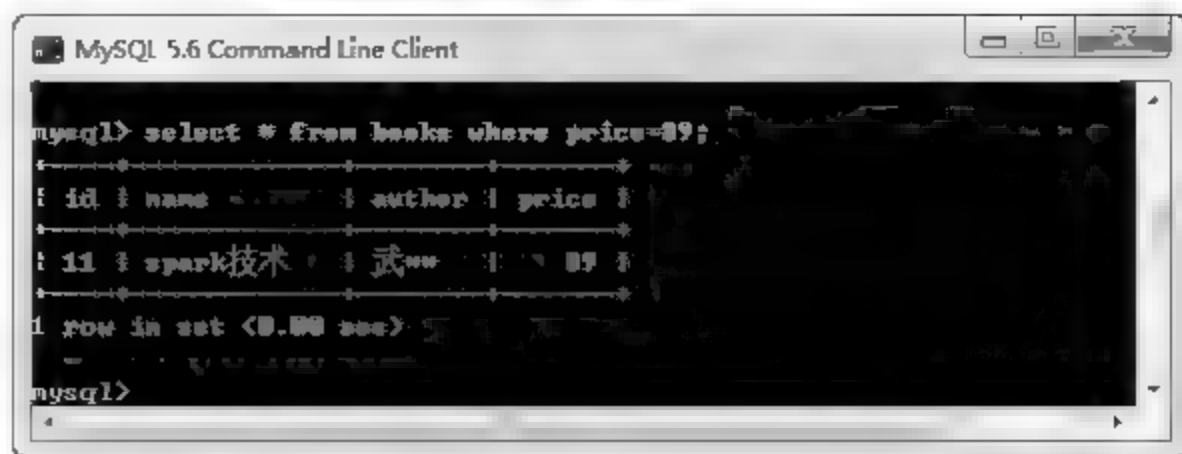 MySQL 5.6 Command Line Client
mysql> select * from books where price=89;
+----+-----------+--------+-------+
| id | name | author | price |
+----+-----------+--------+-------+
| 11 | spark技术 | 武** | 89 |
+----+-----------+--------+-------+
1 row in set (0.00 sec)
mysql>